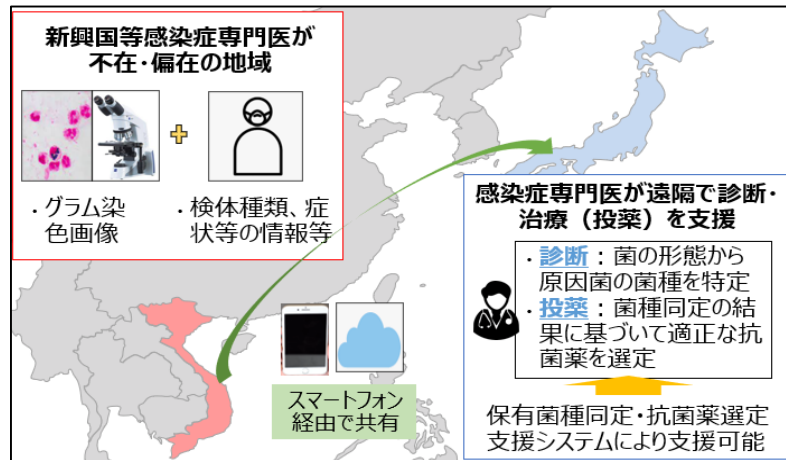 新興国等感染症専門医が
不在・偏在の地域
・グラム染
色画像
・検体種類、症
状等の情報等
スマートフォン
経由で共有
感染症専門医が遠隔で診断・
治療（投薬）を支援
・診断：菌の形態から
原因菌の菌種を特定
・投薬：菌種同定の結
果に基づいて適正な抗
菌薬を選定
保有菌種同定・抗菌薬選定
支援システムにより支援可能